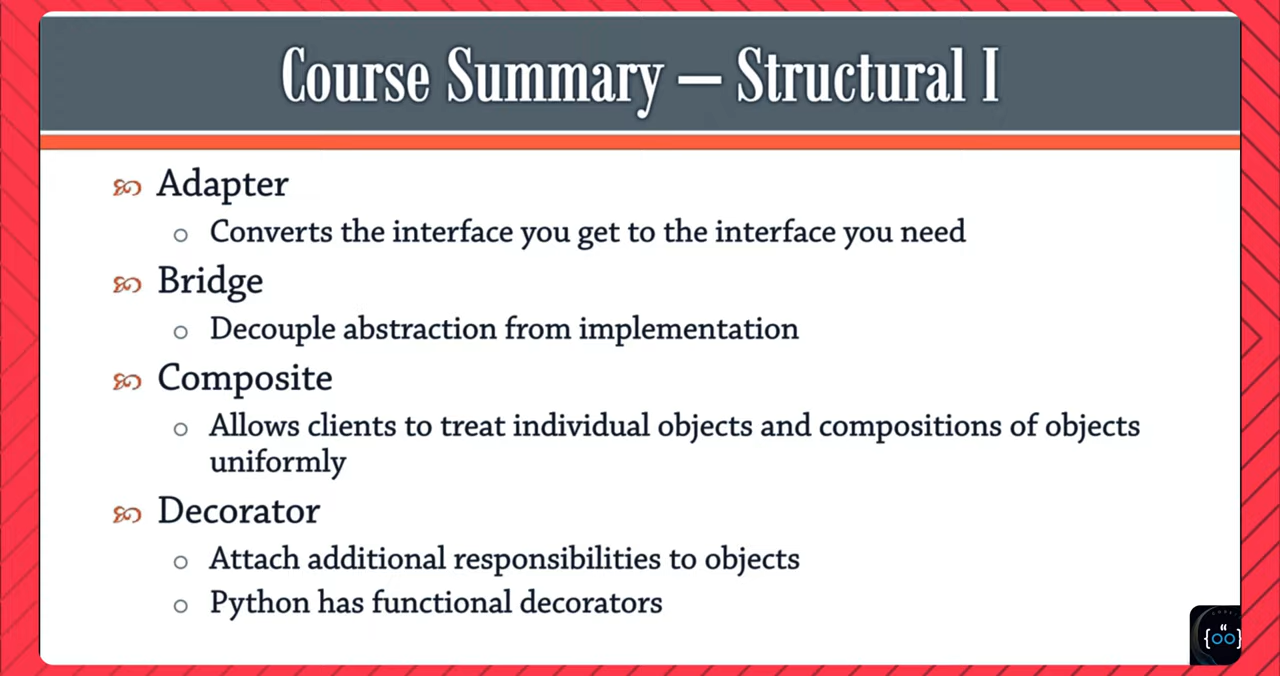 Course Summary – Structural I
Adapter
Converts the interface you get to the interface you need
Bridge
Decouple abstraction from implementation
Composite
Allows clients to treat individual objects and compositions of objects
uniformly
Decorator
Attach additional responsibilities to objects
Python has functional decorators